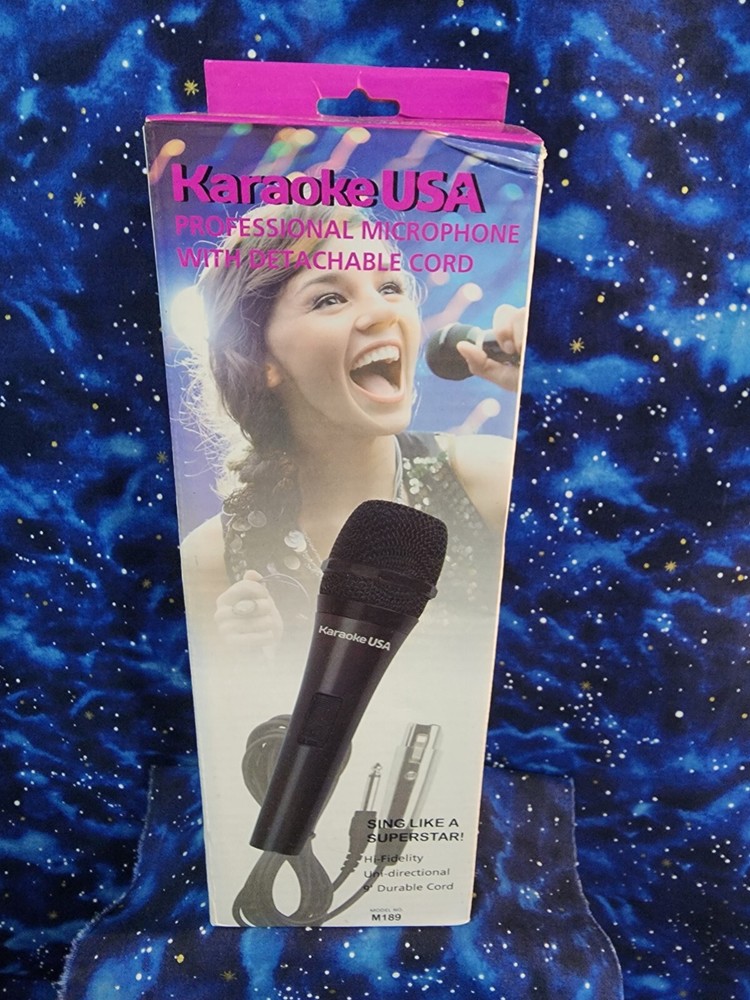 Karaoke USA
PROFESSIONAL MICROPHONE
WITH DETACHABLE CORD
Karaoke USA
SING LIKE A
SUPERSTAR!
Hi-Fidelity
Uni-directional
9' Durable Cord
MODEL NO.
M189